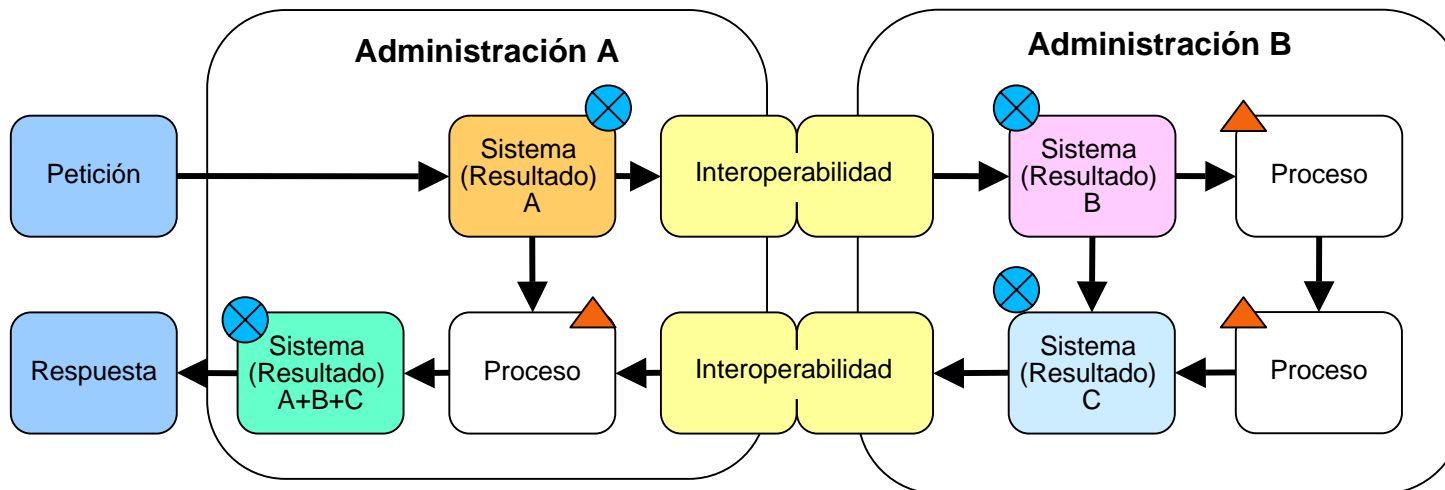 Administración A
Administración B
Petición
Sistema
(Resultado)
A
Interoperabilidad
Sistema
(Resultado)
B
Proceso
Respuesta
Sistema
(Resultado)
A+B+C
Proceso
Interoperabilidad
Sistema
(Resultado)
C
Proceso